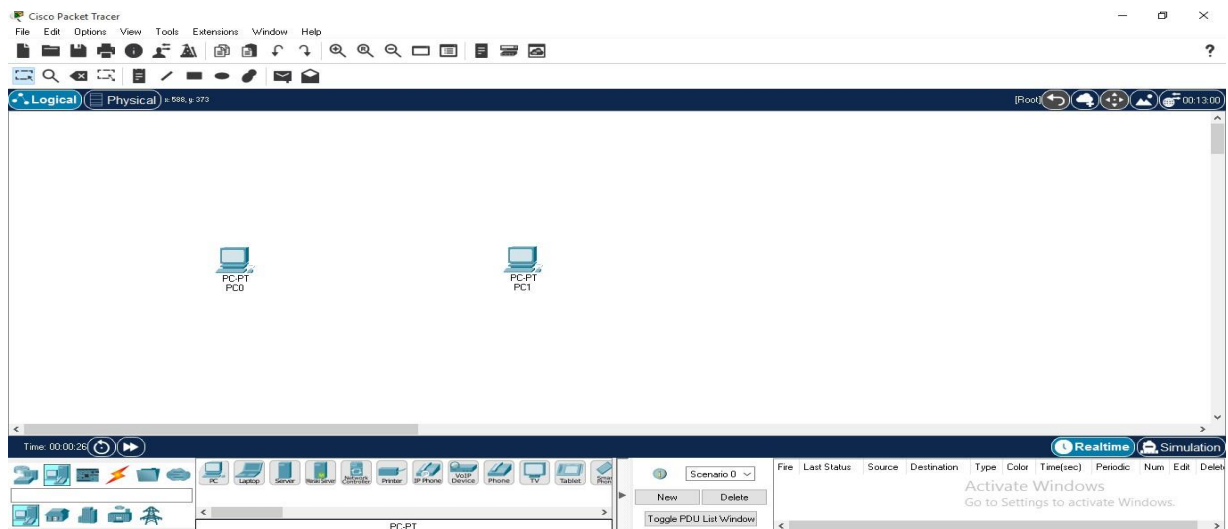 Cisco Packet Tracer
File Edit Options View Tools Extensions Window Help
?
Logical Physical x: 588, y: 373 [Root] 00:13:00
PC-PT
PC0
PC-PT
PC1
Time: 00:00:26 Realtime Simulation
PC Laptop Server Printer IP Phone VoIP Device Phone TV Tablet
Scenario 0
New Delete
Toggle PDU List Window
Fire Last Status Source Destination Type Color Time(sec) Periodic Num Edit Delet
Activate Windows
Go to Settings to activate Windows.
PC-PT